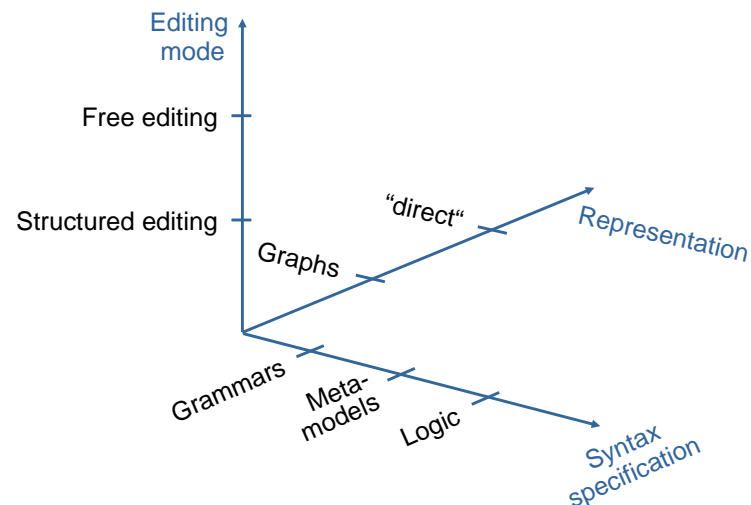 Editing
mode
Free editing
Structured editing
“direct“
Representation
Graphs
Grammars
Meta-
models
Logic
Syntax
specification